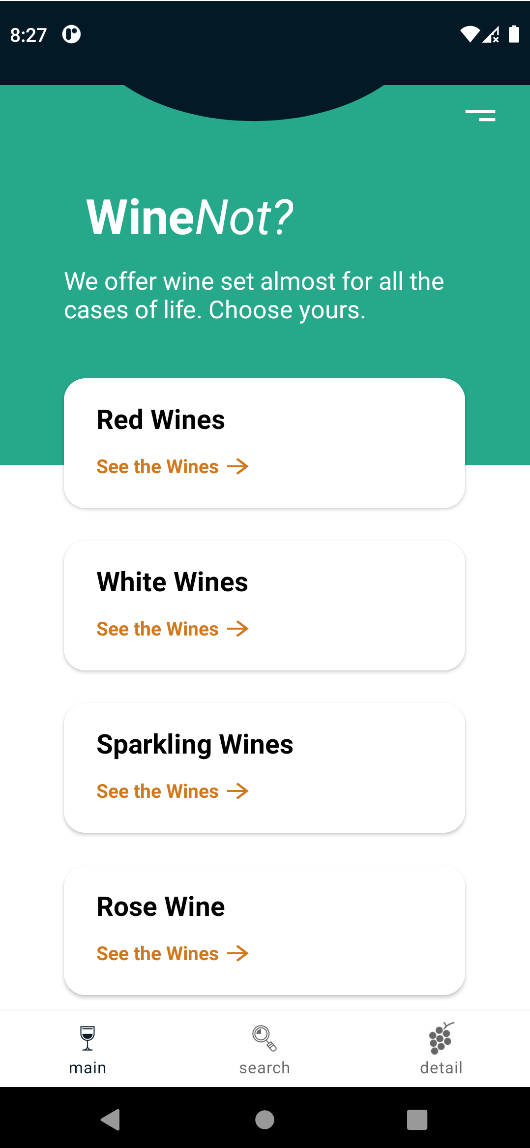 8:27
WineNot?
We offer wine set almost for all the
cases of life. Choose yours.
Red Wines
See the Wines
White Wines
See the Wines
Sparkling Wines
See the Wines
Rose Wine
See the Wines
main search detail